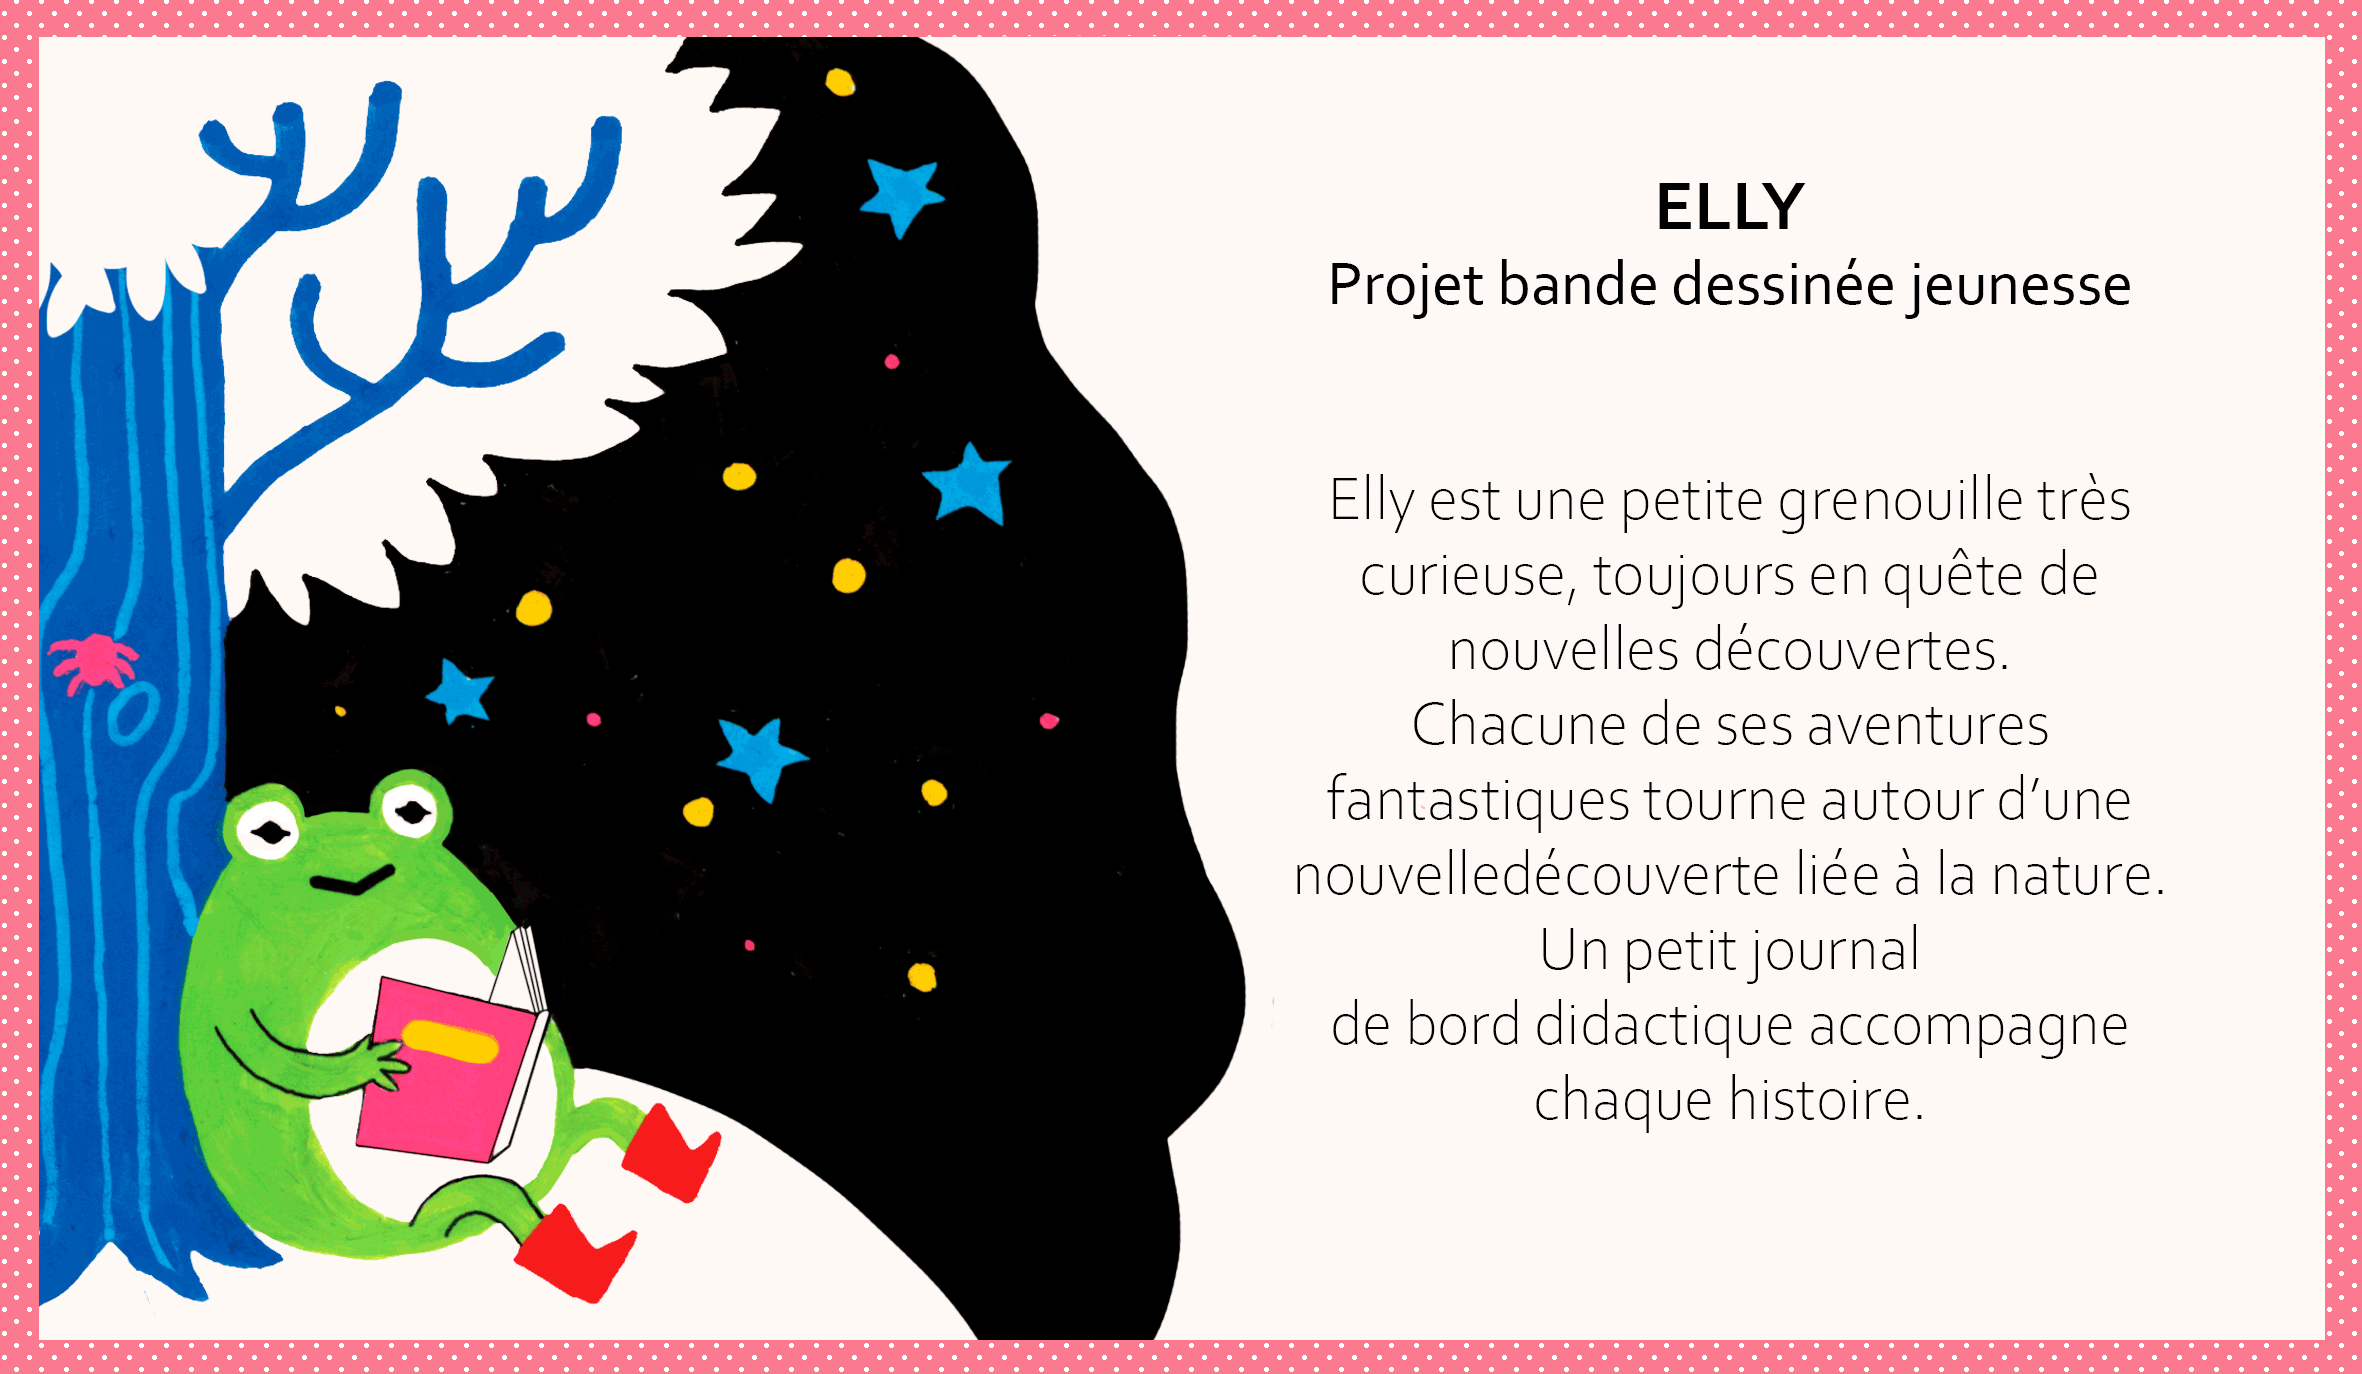 ELLY
Projet bande dessinée jeunesse
Elly est une petite grenouille très
curieuse, toujours en quête de
nouvelles découvertes.
Chacune de ses aventures
fantastiques tourne autour d’une
nouvelledécouverte liée à la nature.
Un petit journal
de bord didactique accompagne
chaque histoire.